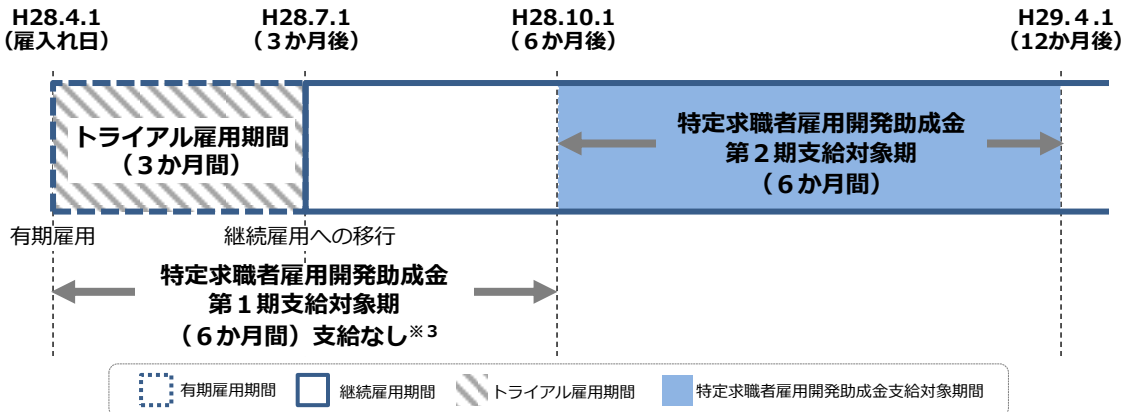 H28.4.1
(雇入れ日)
H28.7.1
(3か月後)
H28.10.1
(6か月後)
H29.4.1
(12か月後)
トライアル雇用期間
(3か月間)
特定求職者雇用開発助成金
第2期支給対象期
(6か月間)
有期雇用
継続雇用への移行
特定求職者雇用開発助成金
第1期支給対象期
(6か月間)支給なし※3
有期雇用期間
継続雇用期間
トライアル雇用期間
特定求職者雇用開発助成金支給対象期間